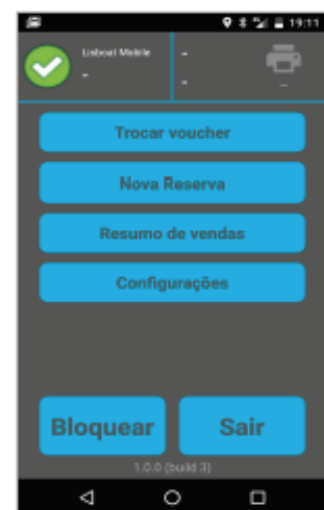 19:11
Lisboat Mobile
-
-
-
-
Trocar voucher
Nova Reserva
Resumo de vendas
Configurações
Bloquear
Sair
1.0.0 (build 3)